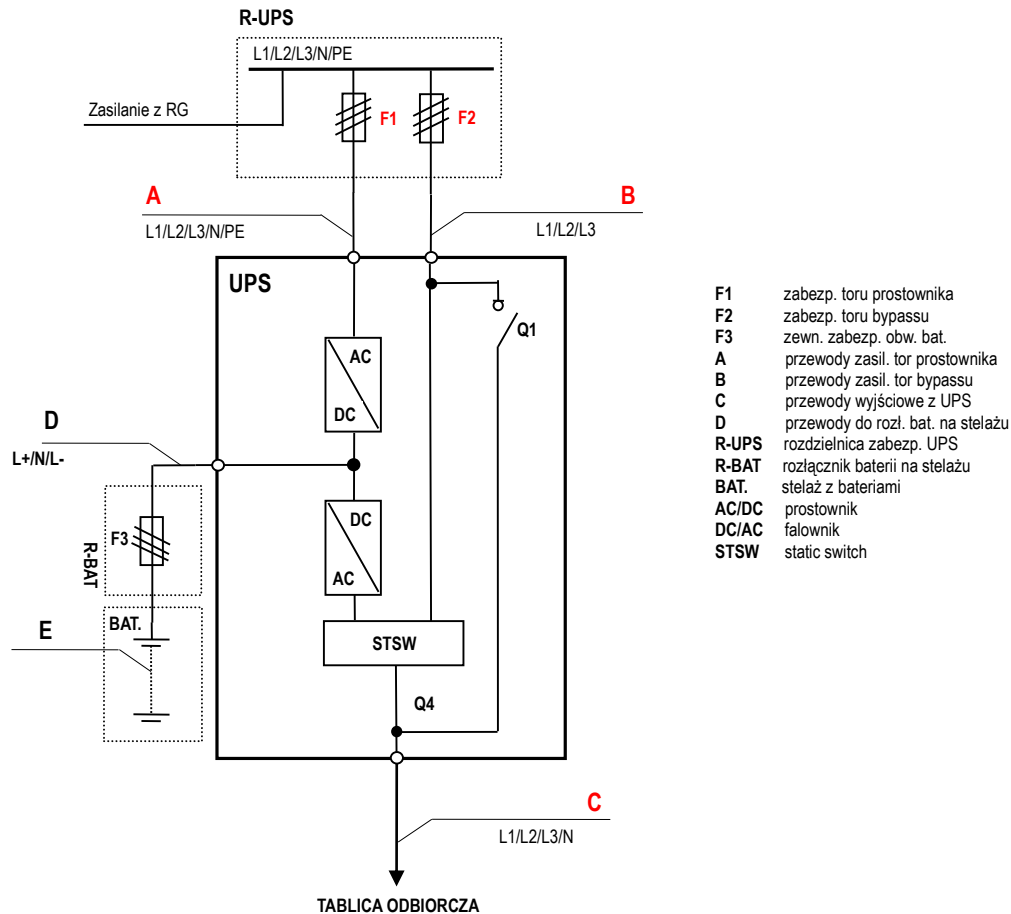 R-UPS
L1/L2/L3/N/PE
Zasilanie z RG
F1
F2
A
L1/L2/L3/N/PE
B
L1/L2/L3
UPS
Q1
AC
DC
D
L+/N/L-
DC
AC
F3
R-BAT
BAT.
E
STSW
Q4
C
L1/L2/L3/N
TABLICA ODBIORCZA
F1 zabezp. toru prostownika
F2 zabezp. toru bypassu
F3 zewn. zabezp. obw. bat.
A przewody zasil. tor prostownika
B przewody zasil. tor bypassu
C przewody wyjściowe z UPS
D przewody do rozł. bat. na stelażu
R-UPS rozdzielnica zabezp. UPS
R-BAT rozłącznik baterii na stelażu
BAT. stelaż z bateriami
AC/DC prostownik
DC/AC falownik
STSW static switch